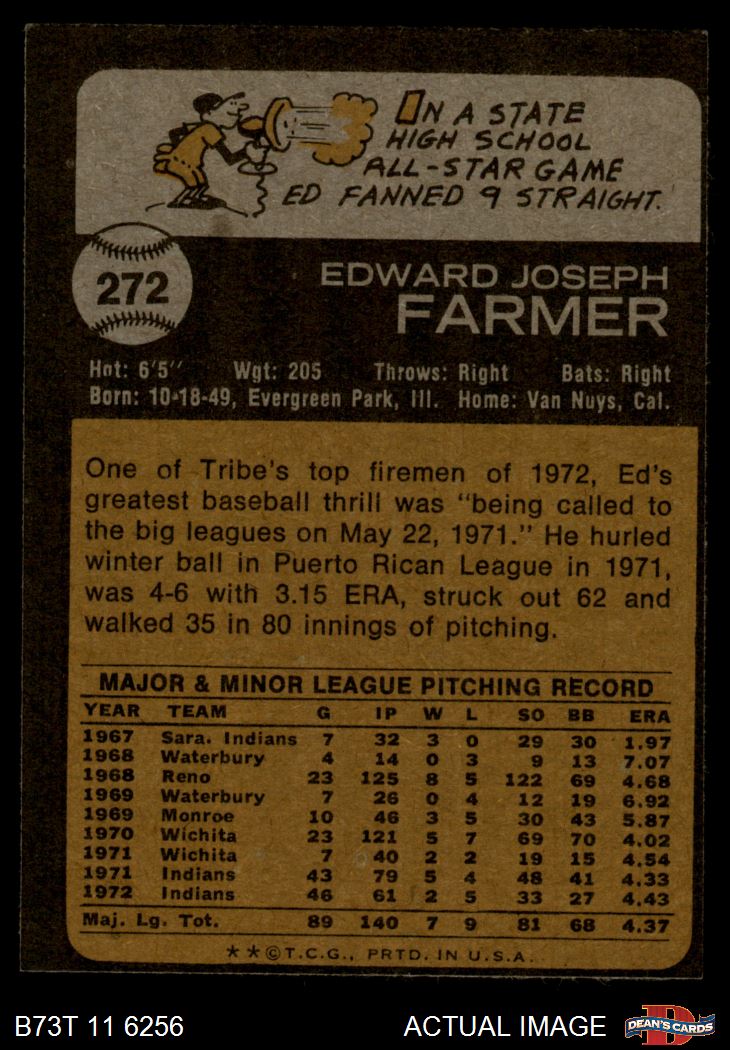 IN A STATE
HIGH SCHOOL
ALL-STAR GAME
ED FANNED 9 STRAIGHT.
272
EDWARD JOSEPH
FARMER
Hgt: 6'5" Wgt: 205 Throws: Right Bats: Right
Born: 10-18-49, Evergreen Park, Ill. Home: Van Nuys, Cal.
One of Tribe's top firemen of 1972, Ed's
greatest baseball thrill was "being called to
the big leagues on May 22, 1971." He hurled
winter ball in Puerto Rican League in 1971,
was 4-6 with 3.15 ERA, struck out 62 and
walked 35 in 80 innings of pitching.
MAJOR & MINOR LEAGUE PITCHING RECORD
YEAR TEAM G IP W L SO BB ERA
1967 Sara. Indians 7 32 3 0 29 30 1.97
1968 Waterbury 4 14 0 3 9 13 7.07
1968 Reno 23 125 8 5 122 69 4.68
1969 Waterbury 7 26 0 4 12 19 6.92
1969 Monroe 10 46 3 5 30 43 5.87
1970 Wichita 23 121 5 7 69 70 4.02
1971 Wichita 7 40 2 2 19 15 4.54
1971 Indians 43 79 5 4 48 41 4.33
1972 Indians 46 61 2 5 33 27 4.43
Maj. Lg. Tot. 89 140 7 9 81 68 4.37
★★©T.C.G., PRTD. IN U.S.A.
B73T 11 6256 ACTUAL IMAGE
D
DEAN'S CARDS